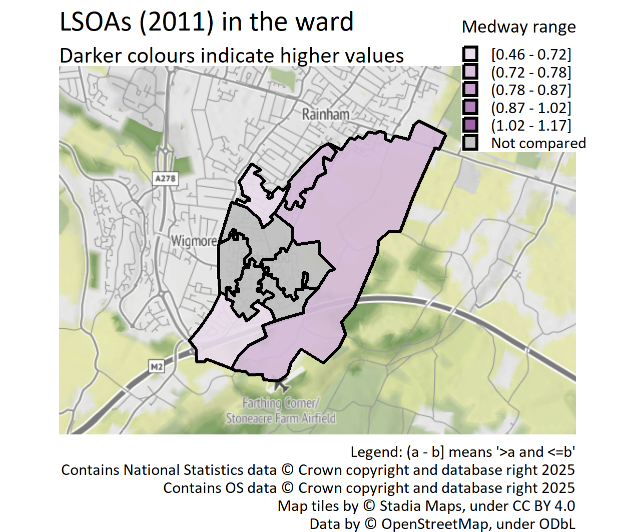 LSOAs (2011) in the ward
Darker colours indicate higher values
Medway range
[0.46 - 0.72]
(0.72 - 0.78]
(0.78 - 0.87]
(0.87 - 1.02]
(1.02 - 1.17]
Not compared
Rainham
A278
Wigmore
M2
Farthing Corner/
Stoneacre Farm Airfield
Legend: (a - b] means '>a and <=b'
Contains National Statistics data © Crown copyright and database right 2025
Contains OS data © Crown copyright and database right 2025
Map tiles by © Stadia Maps, under CC BY 4.0
Data by © OpenStreetMap, under ODbL